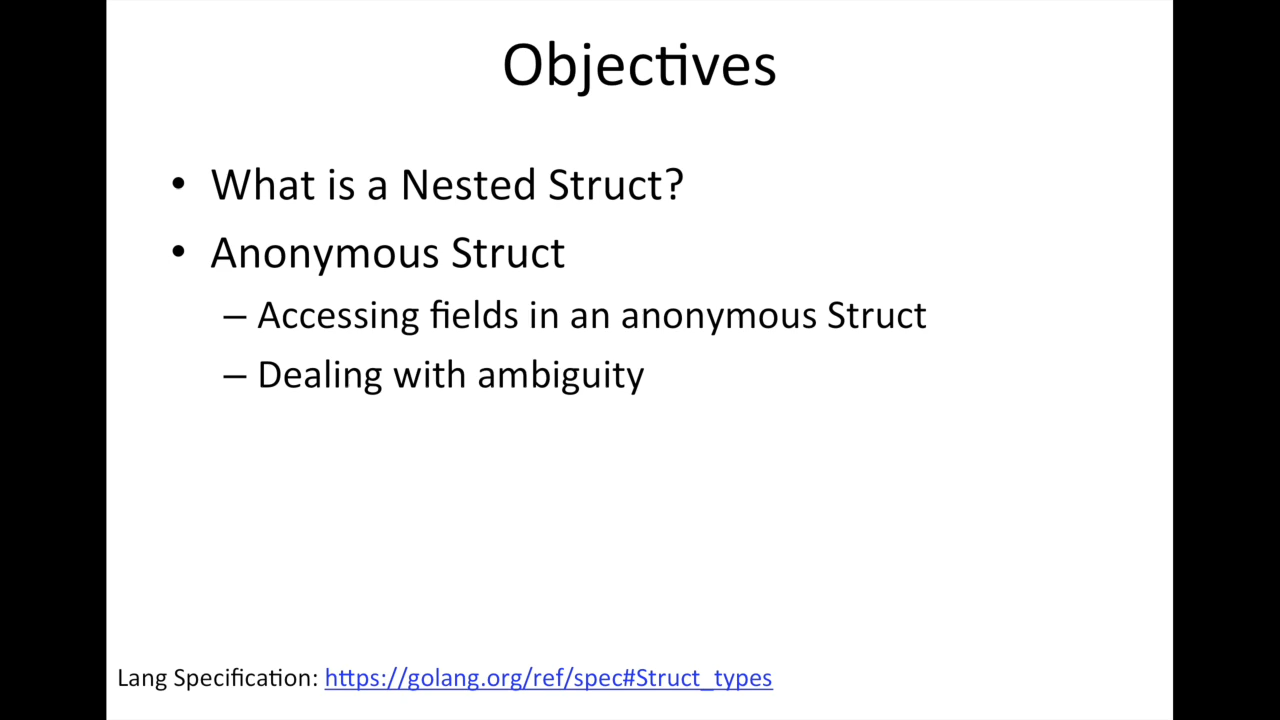 Objectives
• What is a Nested Struct?
• Anonymous Struct
– Accessing fields in an anonymous Struct
– Dealing with ambiguity
Lang Specification: https://golang.org/ref/spec#Struct_types